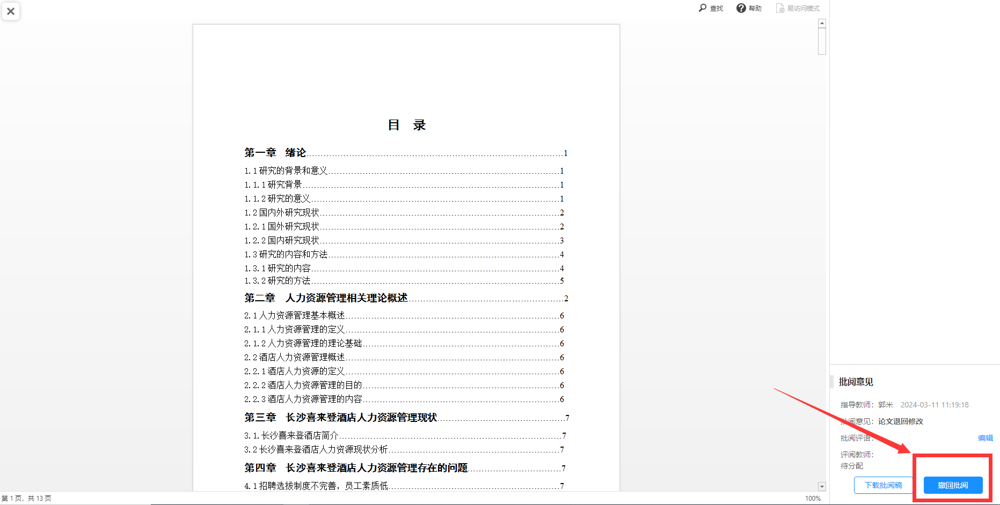 查找 帮助 易访问模式
目 录
第一章 绪论 1
1.1研究的背景和意义 1
1.1.1研究背景 1
1.1.2研究的意义 1
1.2国内外研究现状 2
1.2.1国外研究现状 2
1.2.2国内研究现状 3
1.3研究的内容和方法 4
1.3.1研究的内容 4
1.3.2研究的方法 5
第二章 人力资源管理相关理论概述 2
2.1人力资源管理基本概述 6
2.1.1人力资源管理的定义 6
2.1.2人力资源管理的理论基础 6
2.2酒店人力资源管理概述 6
2.2.1酒店人力资源的定义 6
2.2.2酒店人力资源管理的目的 6
2.2.3酒店人力资源管理的内容 6
第三章 长沙喜来登酒店人力资源管理现状 7
3.1.长沙喜来登酒店简介 7
3.2长沙喜来登酒店人力资源现状分析 7
第四章 长沙喜来登酒店人力资源管理存在的问题 7
4.1招聘选拔制度不完善，员工素质低 7
第 1 页，共 13 页
100%
批阅意见
指导教师：郭米 2024-03-11 11:19:18
批阅意见：论文退回修改
批阅评语： 编辑
评阅教师：
待分配
下载批阅稿 撤回批阅